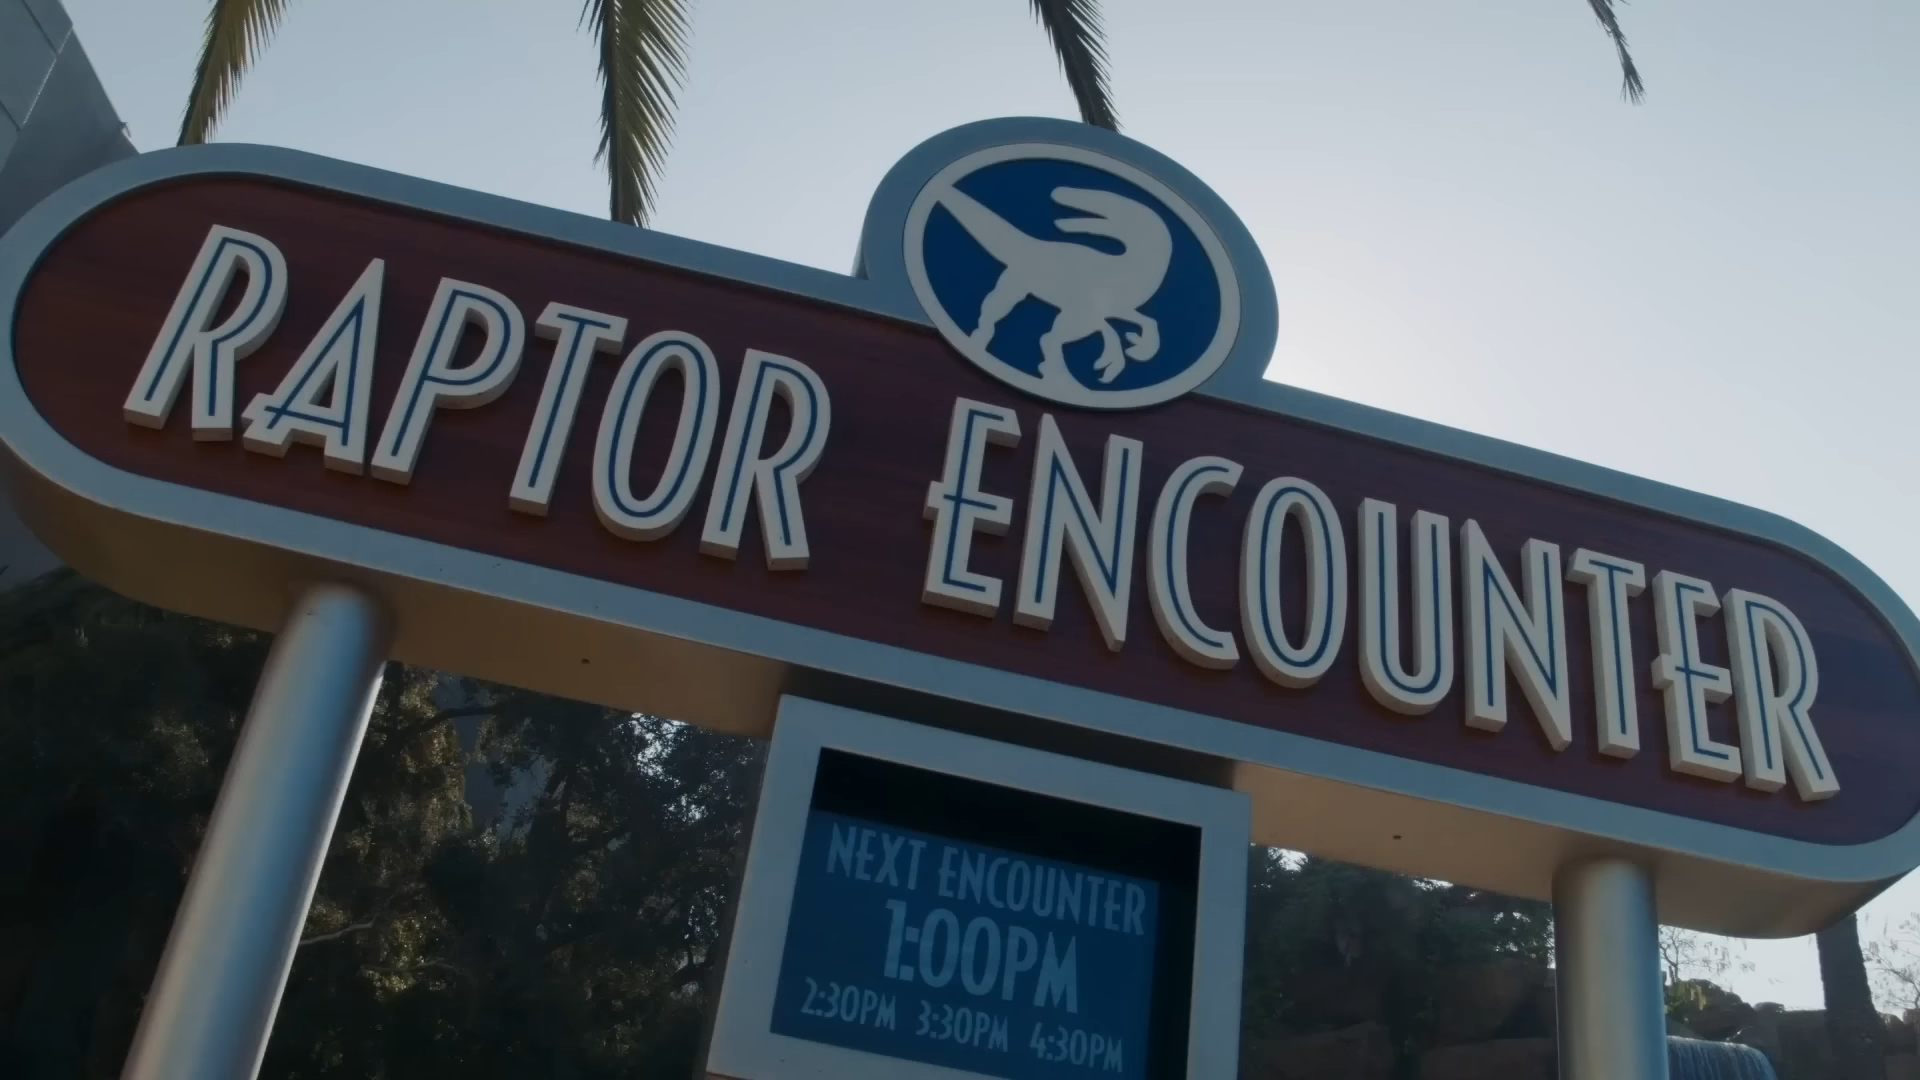 RAPTOR ENCOUNTER
NEXT ENCOUNTER
1:00PM
2:30PM 3:30PM 4:30PM